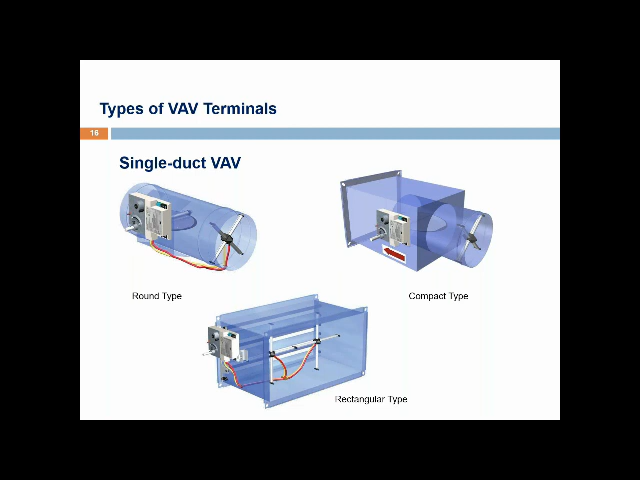 Types of VAV Terminals
16
Single-duct VAV
Round Type
Compact Type
Rectangular Type